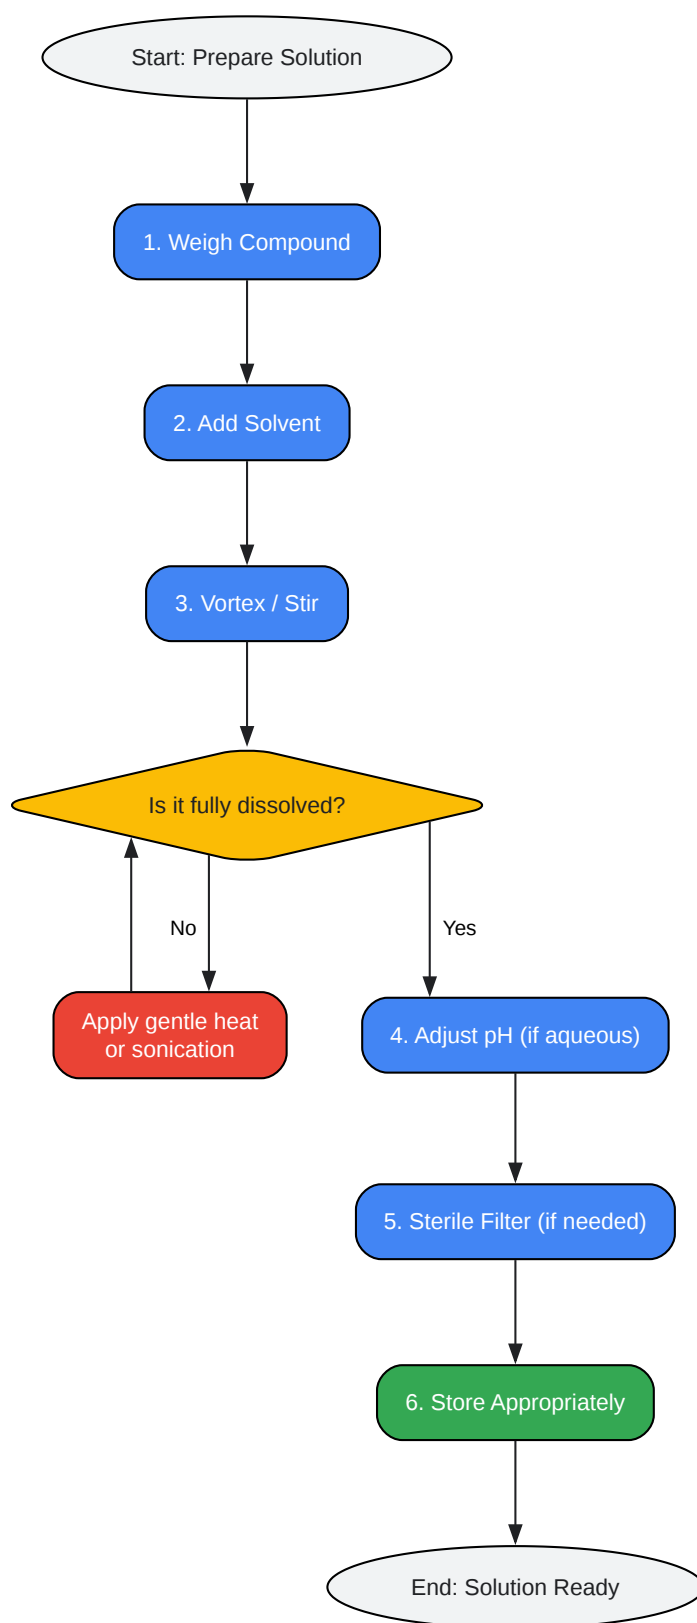 Start: Prepare Solution
1. Weigh Compound
2. Add Solvent
3. Vortex / Stir
Is it fully dissolved?
No
Yes
Apply gentle heat
or sonication
4. Adjust pH (if aqueous)
5. Sterile Filter (if needed)
6. Store Appropriately
End: Solution Ready